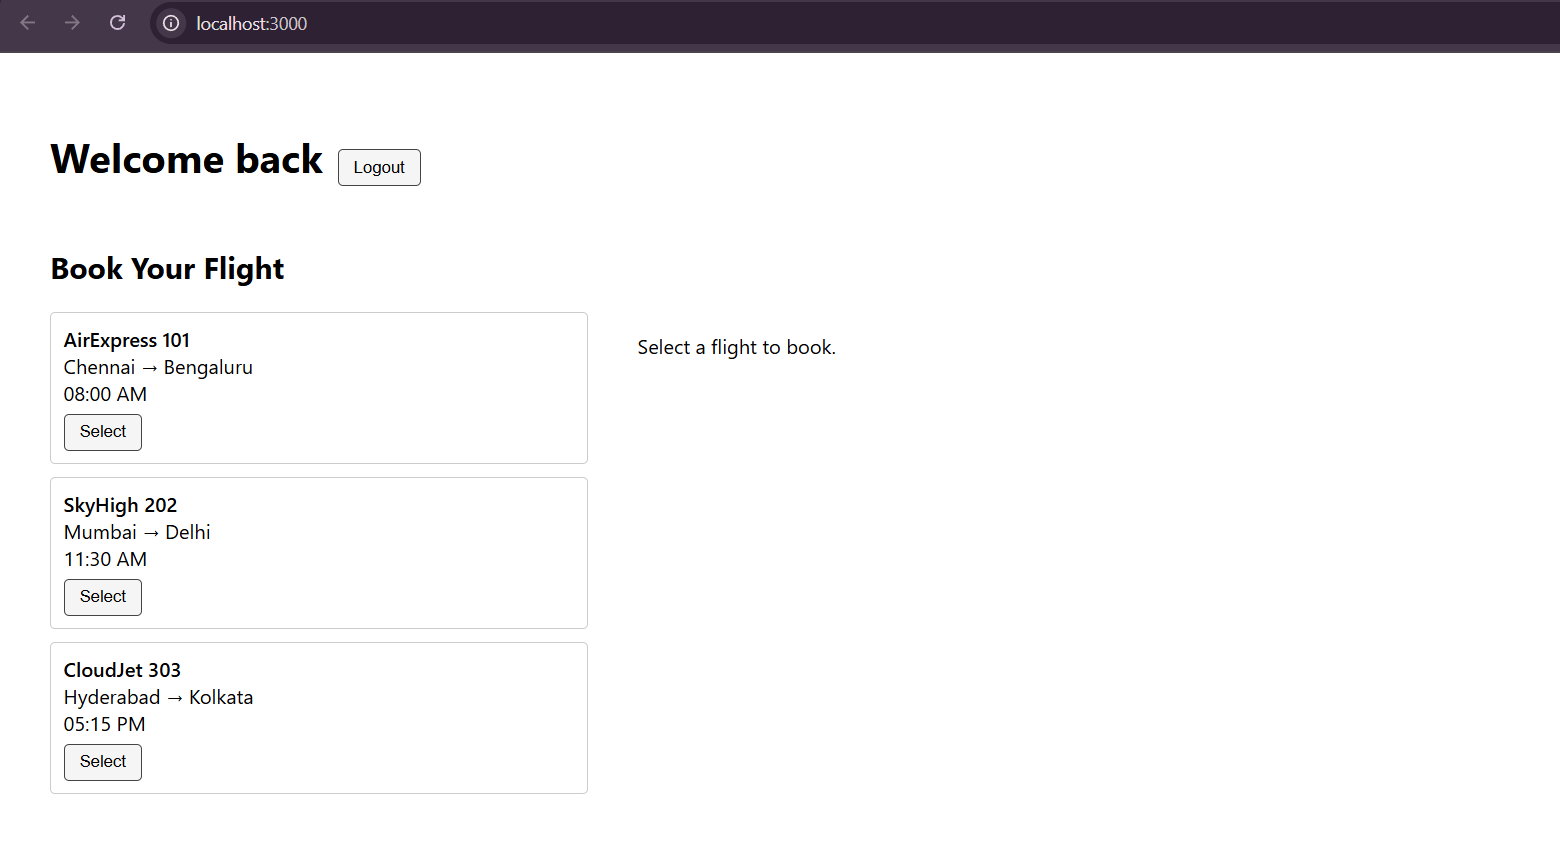 localhost:3000
Welcome back
Logout
Book Your Flight
AirExpress 101
Chennai → Bengaluru
08:00 AM
Select
SkyHigh 202
Mumbai → Delhi
11:30 AM
Select
CloudJet 303
Hyderabad → Kolkata
05:15 PM
Select
Select a flight to book.